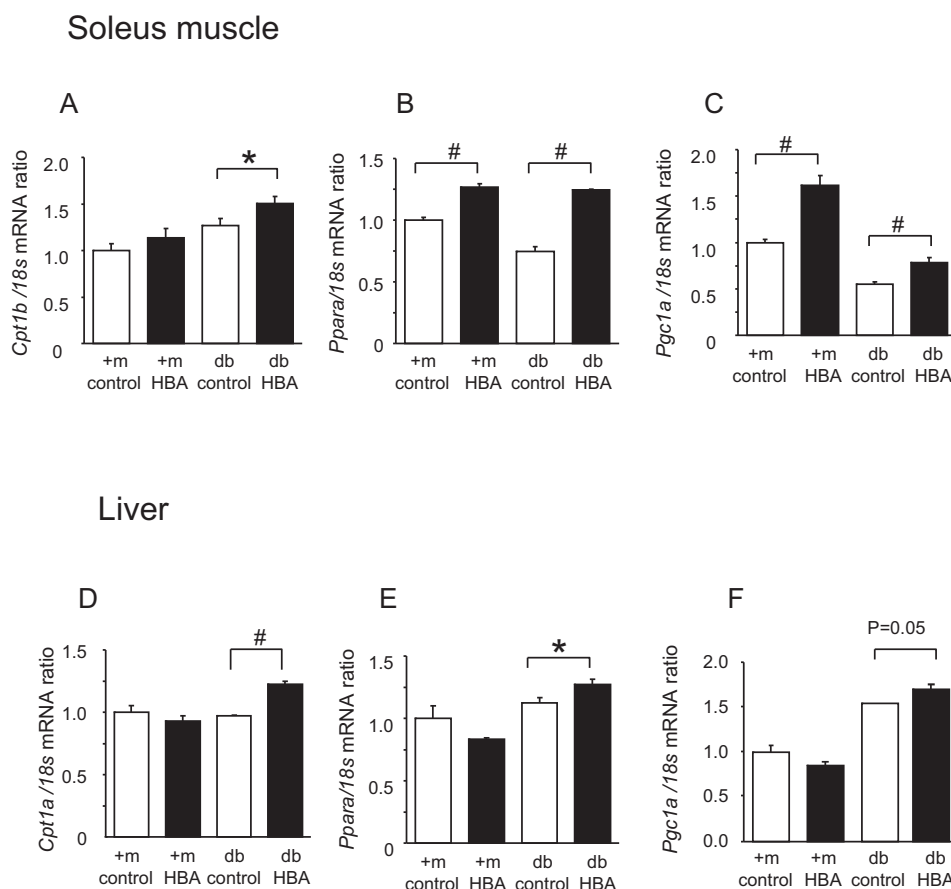 Soleus muscle
A
Cpt1b /18s mRNA ratio
2.0
1.5
1.0
0.5
0
*
+m +m db db
control HBA control HBA
B
Ppara/18s mRNA ratio
1.5
1.0
0.5
0
# #
+m +m db db
control HBA control HBA
C
Pgc1a /18s mRNA ratio
2.0
1.5
1.0
0.5
0
# #
+m +m db db
control HBA control HBA
Liver
D
Cpt1a /18s mRNA ratio
1.5
1.0
0.5
0
#
+m +m db db
control HBA control HBA
E
Ppara/18s mRNA ratio
1.5
1.0
0.5
0
*
+m +m db db
control HBA control HBA
F
Pgc1a /18s mRNA ratio
2.0
1.5
1.0
0.5
0.0
P=0.05
+m +m db db
control HBA control HBA